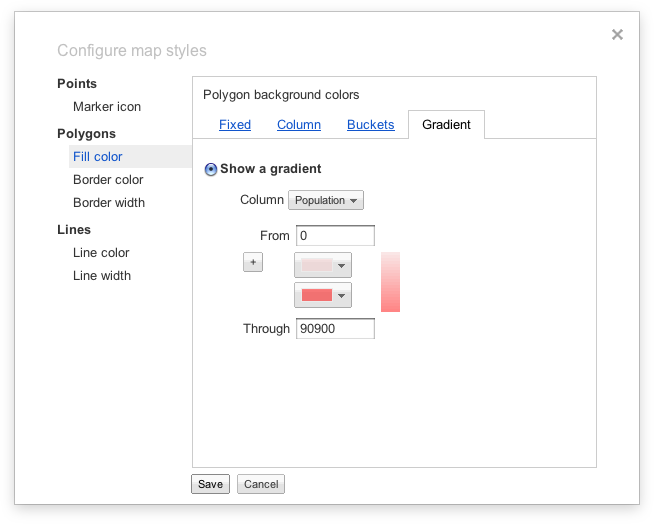 Configure map styles
Points
Marker icon
Polygons
Fill color
Border color
Border width
Lines
Line color
Line width
Polygon background colors
Fixed Column Buckets Gradient
Show a gradient
Column Population
From 0
+
Through 90900
Save Cancel